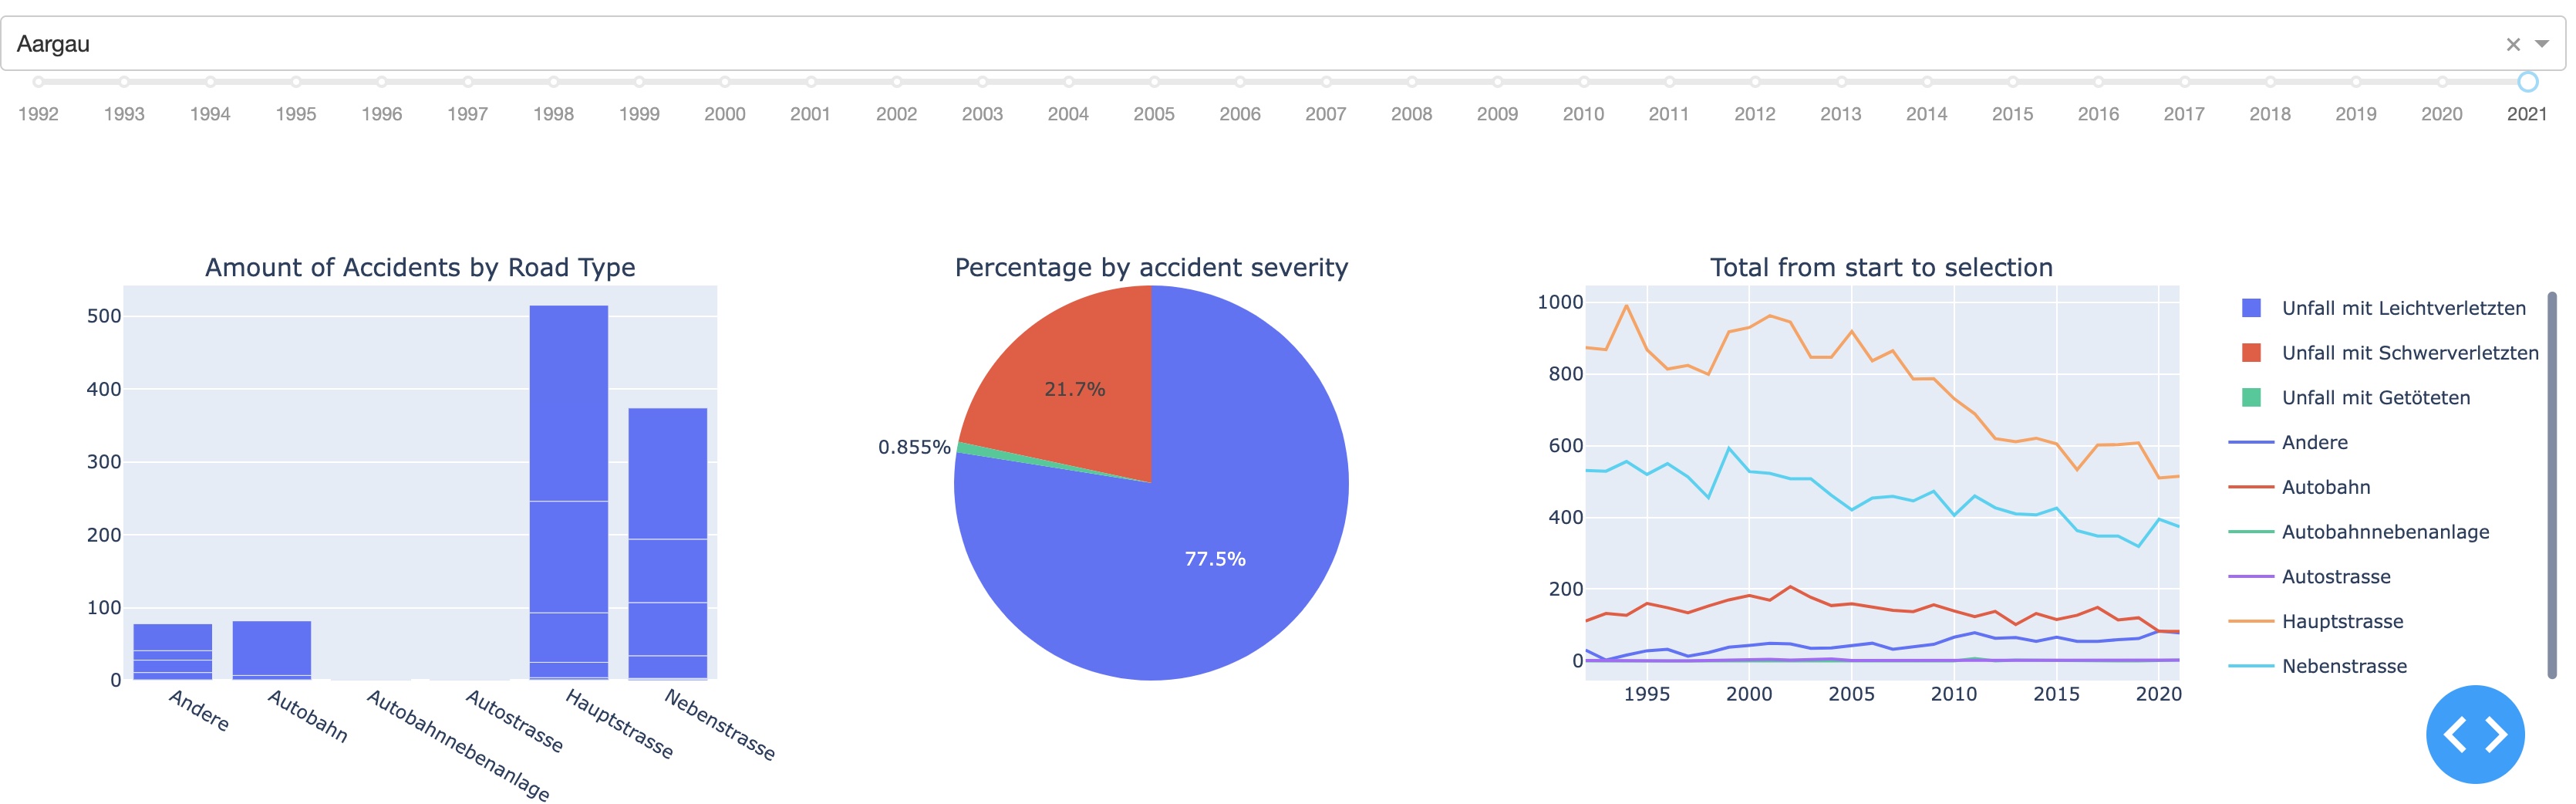 Aargau
1992 1993 1994 1995 1996 1997 1998 1999 2000 2001 2002 2003 2004 2005 2006 2007 2008 2009 2010 2011 2012 2013 2014 2015 2016 2017 2018 2019 2020 2021
Amount of Accidents by Road Type
500
400
300
200
100
0
Andere
Autobahn
Autobahnnebenanlage
Autostrasse
Hauptstrasse
Nebenstrasse
Percentage by accident severity
21.7%
0.855%
77.5%
Total from start to selection
1000
800
600
400
200
0
1995 2000 2005 2010 2015 2020
Unfall mit Leichtverletzten
Unfall mit Schwerverletzten
Unfall mit Getöteten
Andere
Autobahn
Autobahnnebenanlage
Autostrasse
Hauptstrasse
Nebenstrasse